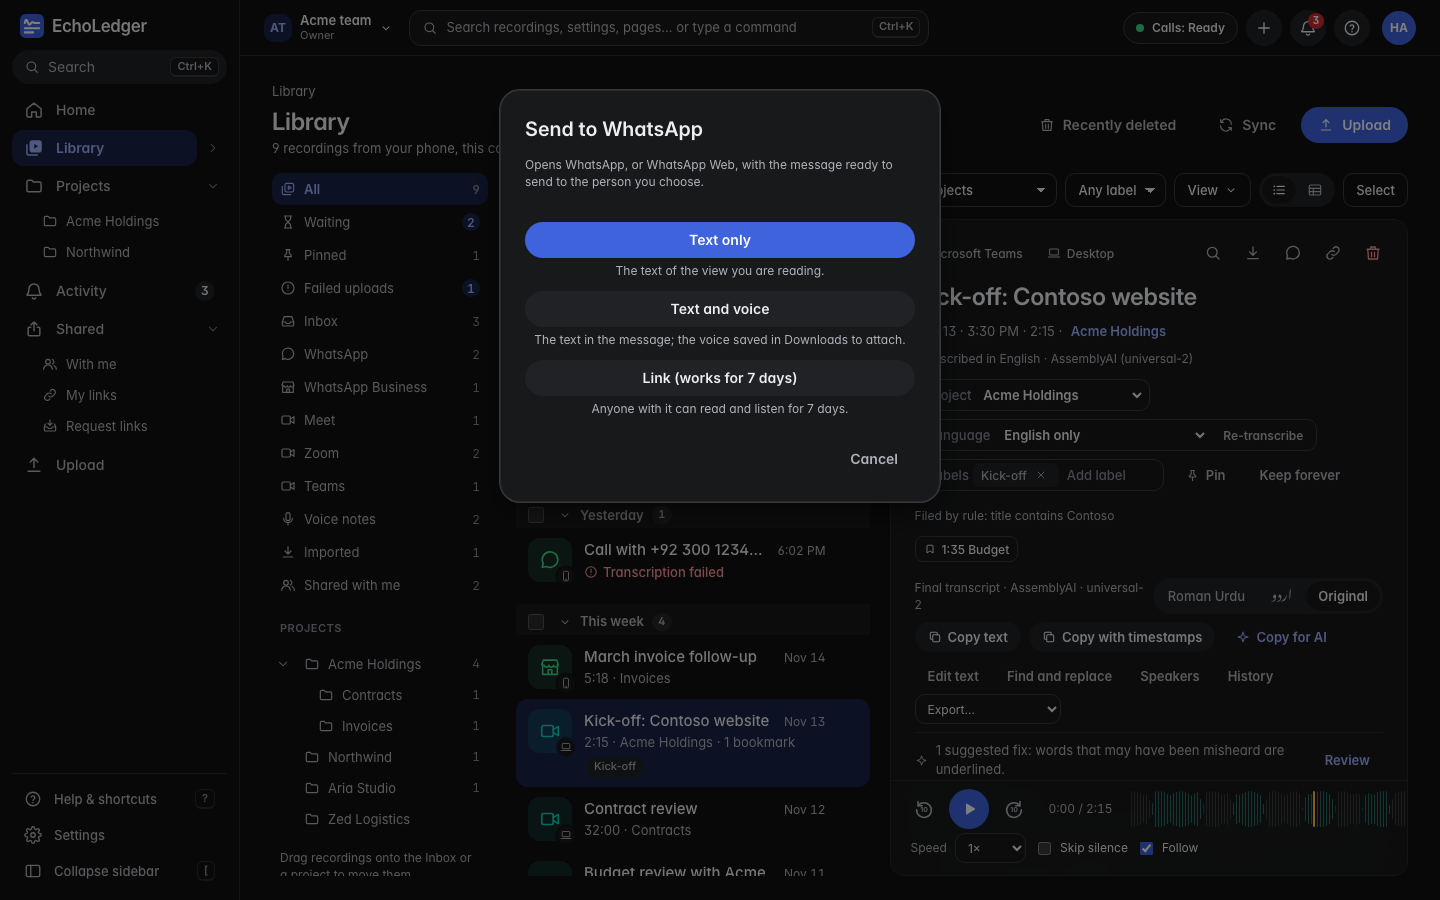 EchoLedger
Search Ctrl+K
Home
Library
Projects
Acme Holdings
Northwind
Activity 3
Shared
With me
My links
Request links
Upload
Help & shortcuts ?
Settings
Collapse sidebar [
AT Acme team
Owner
Search recordings, settings, pages... or type a command Ctrl+K
Calls: Ready
3
HA
Library
Library
9 recordings from your phone, this co
Recently deleted
Sync
Upload
All 9
Waiting 2
Pinned 1
Failed uploads 1
Inbox 3
WhatsApp 2
WhatsApp Business 1
Meet 1
Zoom 2
Teams 1
Voice notes 2
Imported 1
Shared with me 2
PROJECTS
Acme Holdings 4
Contracts 1
Invoices 1
Northwind 1
Aria Studio 1
Zed Logistics
Drag recordings onto the Inbox or
a project to move them
Send to WhatsApp
Opens WhatsApp, or WhatsApp Web, with the message ready to
send to the person you choose.
Text only
The text of the view you are reading.
Text and voice
The text in the message; the voice saved in Downloads to attach.
Link (works for 7 days)
Anyone with it can read and listen for 7 days.
Cancel
Yesterday 1
Call with +92 300 1234... 6:02 PM
Transcription failed
This week 4
March invoice follow-up Nov 14
5:18 · Invoices
Kick-off: Contoso website Nov 13
2:15 · Acme Holdings · 1 bookmark
Kick-off
Contract review Nov 12
32:00 · Contracts
Budget review with Acme Nov 11
ojects Any label View Select
crosoft Teams Desktop
ck-off: Contoso website
13 · 3:30 PM · 2:15 · Acme Holdings
scribed in English · AssemblyAI (universal-2)
oject Acme Holdings
nguage English only Re-transcribe
bels Kick-off × Add label Pin Keep forever
Filed by rule: title contains Contoso
1:35 Budget
Final transcript · AssemblyAI · universal-
2
Roman Urdu اردو Original
Copy text Copy with timestamps Copy for AI
Edit text Find and replace Speakers History
Export...
1 suggested fix: words that may have been misheard are
underlined.
Review
10 10 0:00 / 2:15
Speed 1× Skip silence Follow